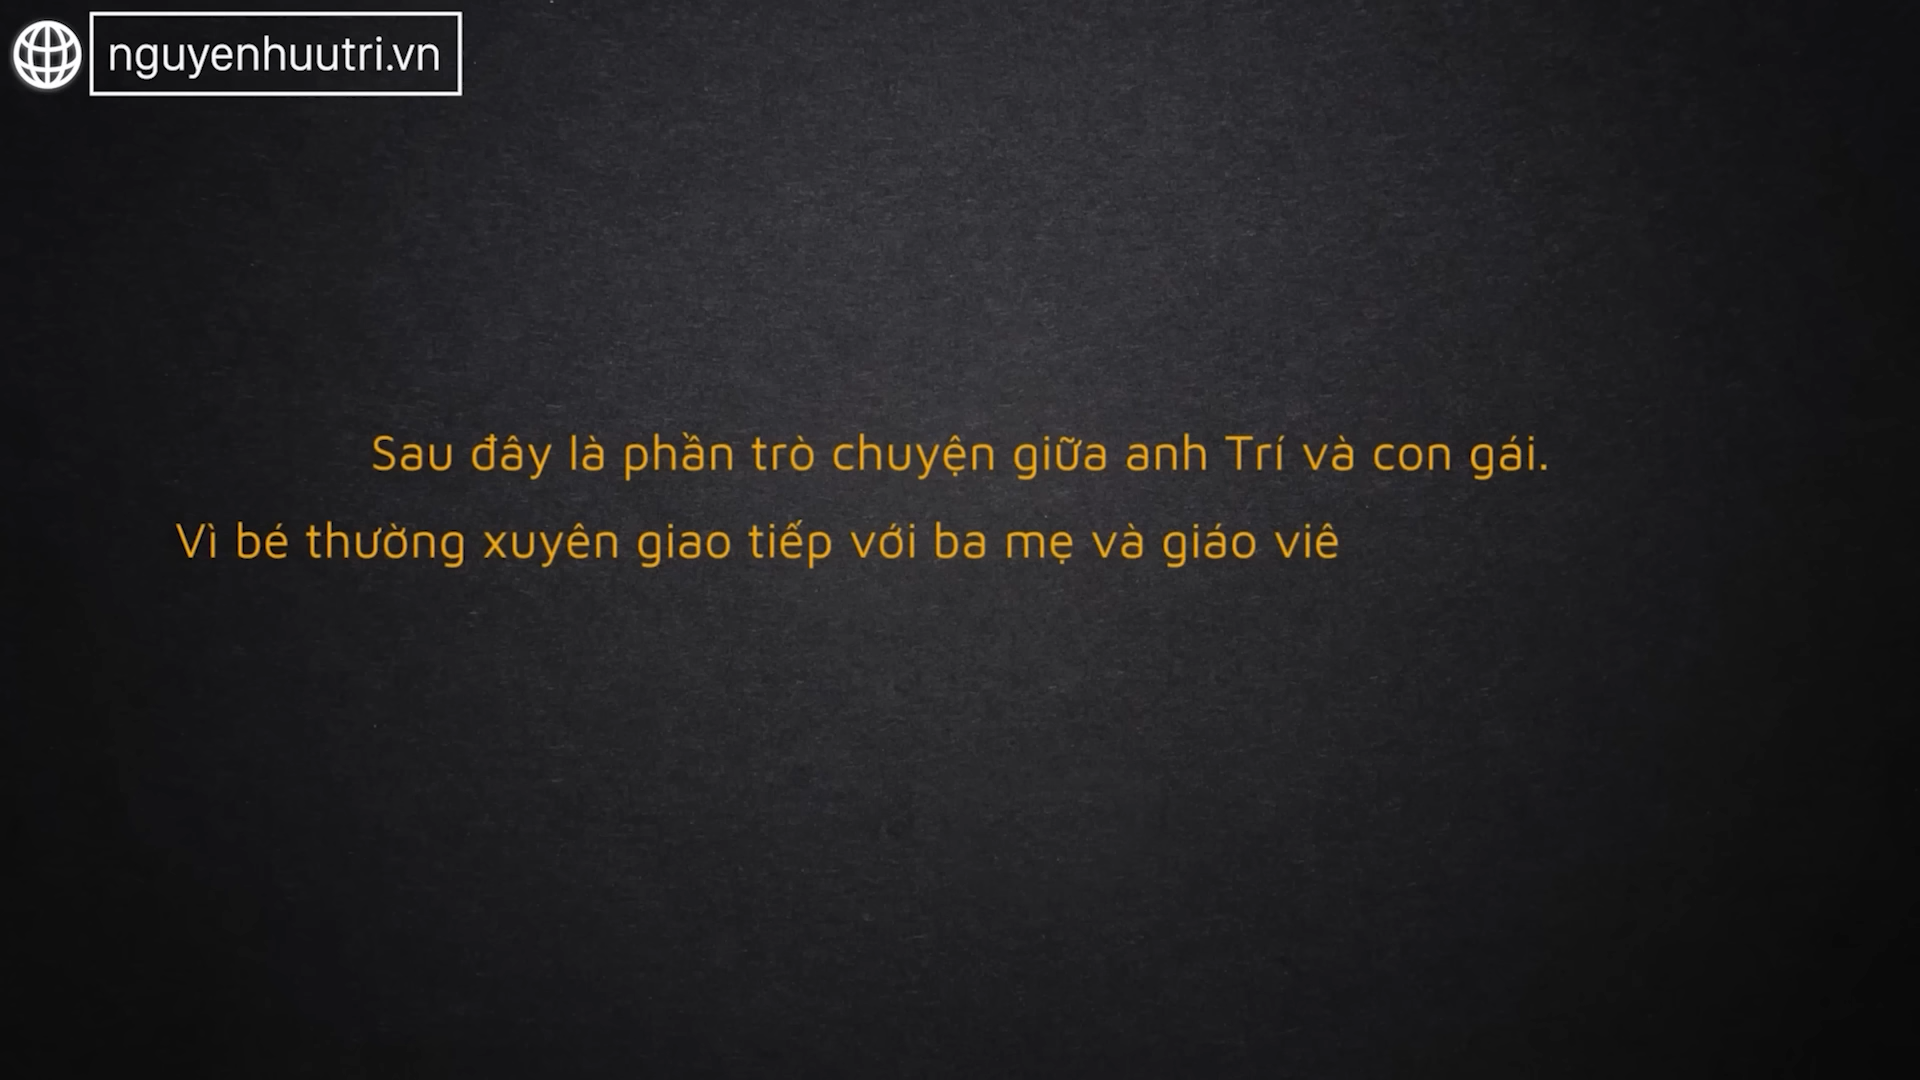 nguyenhuutri.vn
Sau đây là phần trò chuyện giữa anh Trí và con gái.
Vì bé thường xuyên giao tiếp với ba mẹ và giáo viê